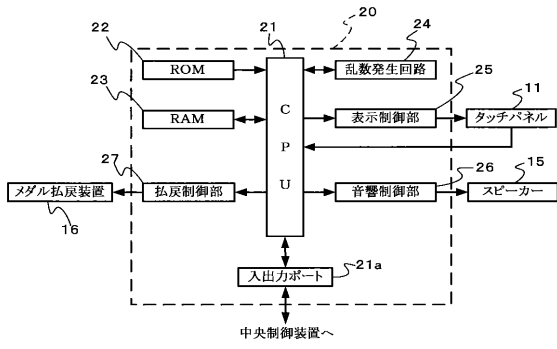 22
21
20
24
ROM
乱数発生回路
23
25
11
RAM
C
P
U
表示制御部
タッチパネル
27
26
15
メダル払戻装置
払戻制御部
音響制御部
スピーカー
16
21a
入出力ポート
中央制御装置へ